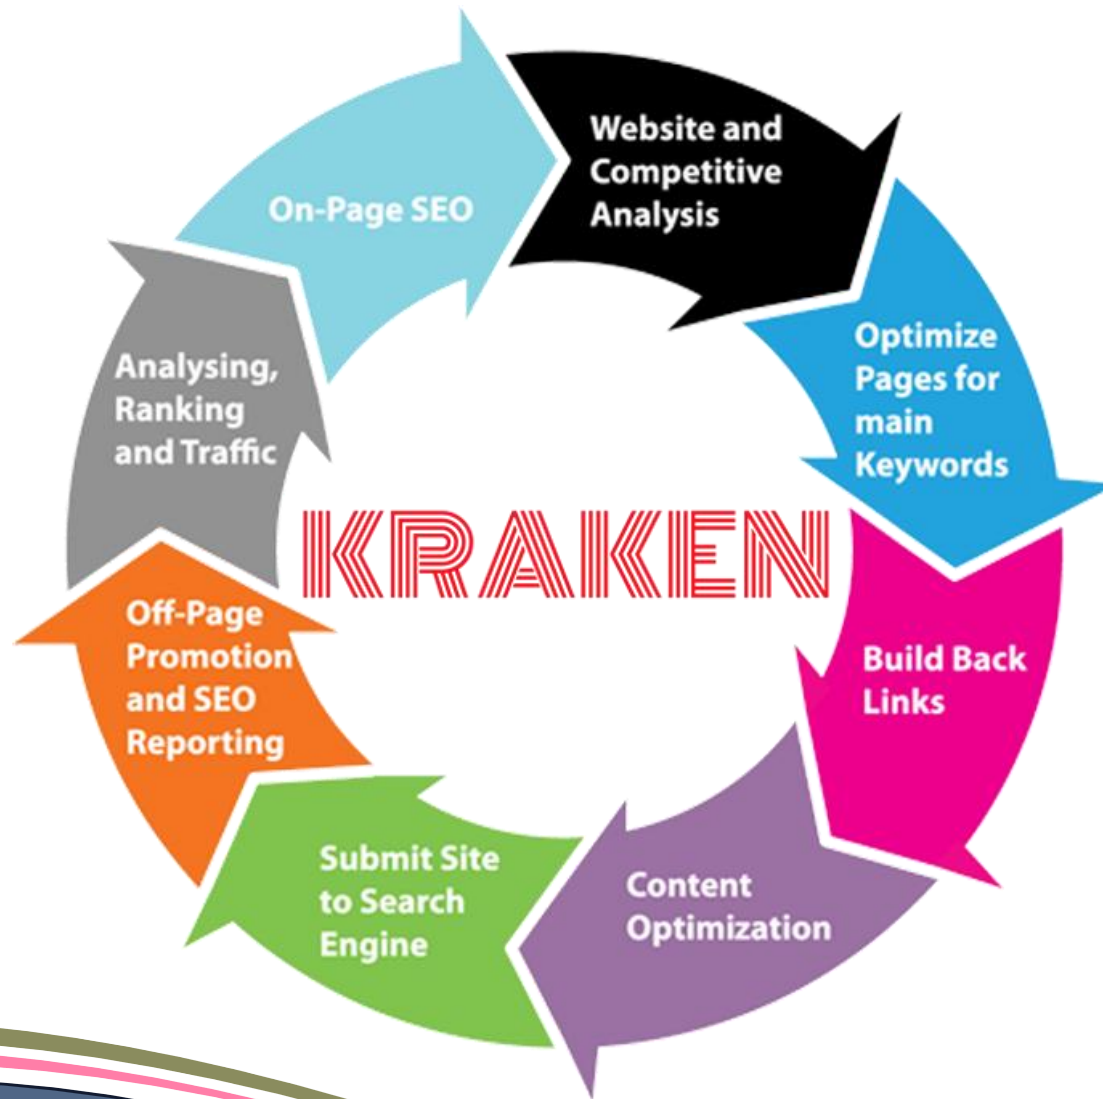 On-Page SEO
Website and
Competitive
Analysis
Optimize
Pages for
main
Keywords
Build Back
Links
Content
Optimization
Submit Site
to Search
Engine
Off-Page
Promotion
and SEO
Reporting
Analysing,
Ranking
and Traffic
KRAKEN